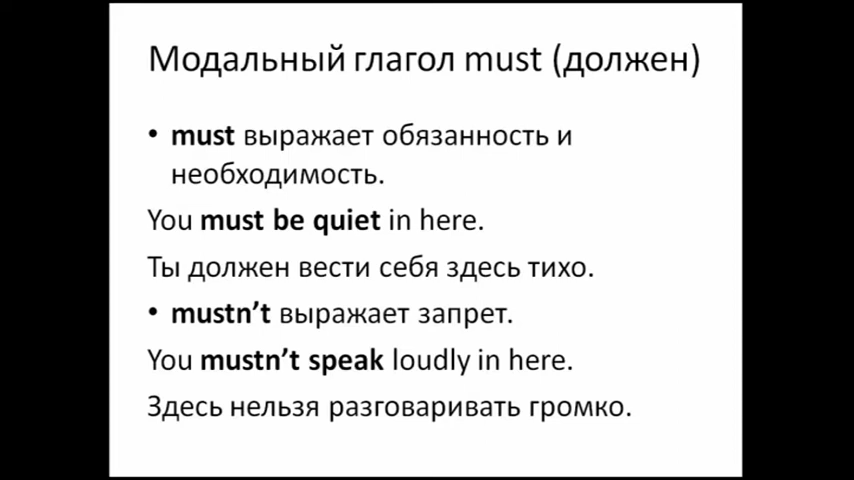 Модальный глагол must (должен)
• must выражает обязанность и
необходимость.
You must be quiet in here.
Ты должен вести себя здесь тихо.
• mustn’t выражает запрет.
You mustn’t speak loudly in here.
Здесь нельзя разговаривать громко.